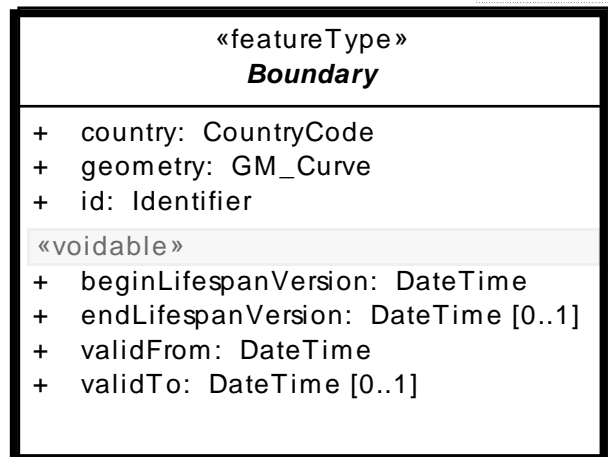 «featureType»
Boundary
+ country: CountryCode
+ geometry: GM_Curve
+ id: Identifier
«voidable»
+ beginLifespanVersion: DateTime
+ endLifespanVersion: DateTime [0..1]
+ validFrom: DateTime
+ validTo: DateTime [0..1]